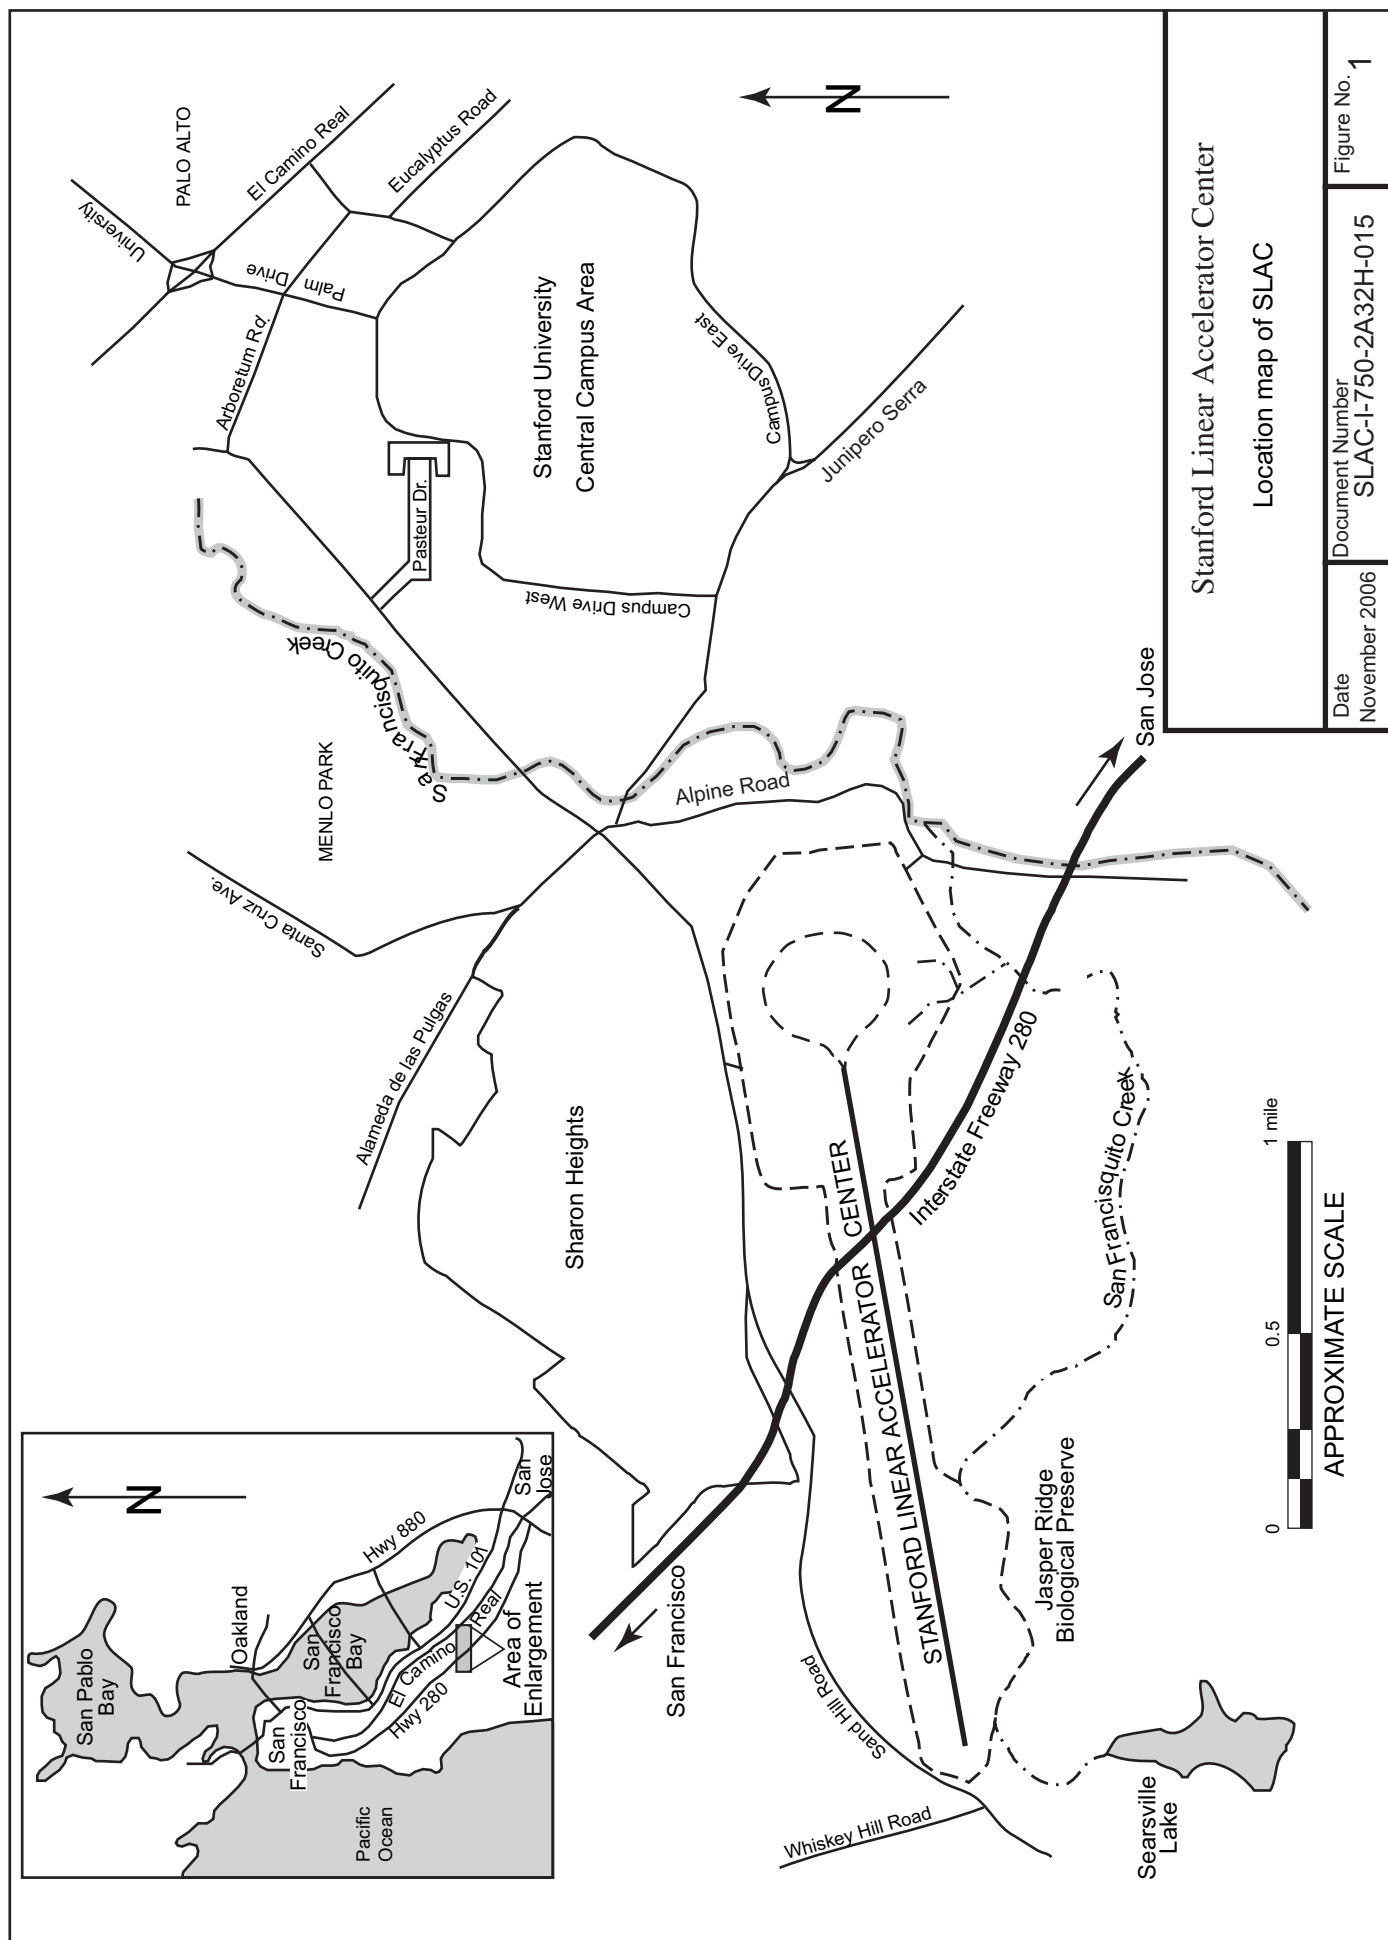 San Pablo
Bay
N
Oakland
San
Francisco
Bay
Hwy 880
U.S. 101
San
Jose
San
Francisco
El Camino
Real
Hwy 280
Area of
Enlargement
Pacific
Ocean
University
PALO ALTO
El Camino Real
Eucalyptus Road
Palm Drive
Arboretum Rd.
N
Stanford University
Central Campus Area
Pasteur Dr.
Campus Drive East
Campus Drive West
Junipero Serra
San Francisquito Creek
MENLO PARK
Santa Cruz Ave.
Alameda de las Pulgas
Alpine Road
Sharon Heights
San Jose
Interstate Freeway 280
STANFORD LINEAR ACCELERATOR CENTER
San Francisco
San Francisquito Creek
Jasper Ridge
Biological Preserve
Sand Hill Road
Whiskey Hill Road
Searsville
Lake
0 0.5 1 mile
APPROXIMATE SCALE
Stanford Linear Accelerator Center
Location map of SLAC
Date
November 2006
Document Number
SLAC-I-750-2A32H-015
Figure No. 1